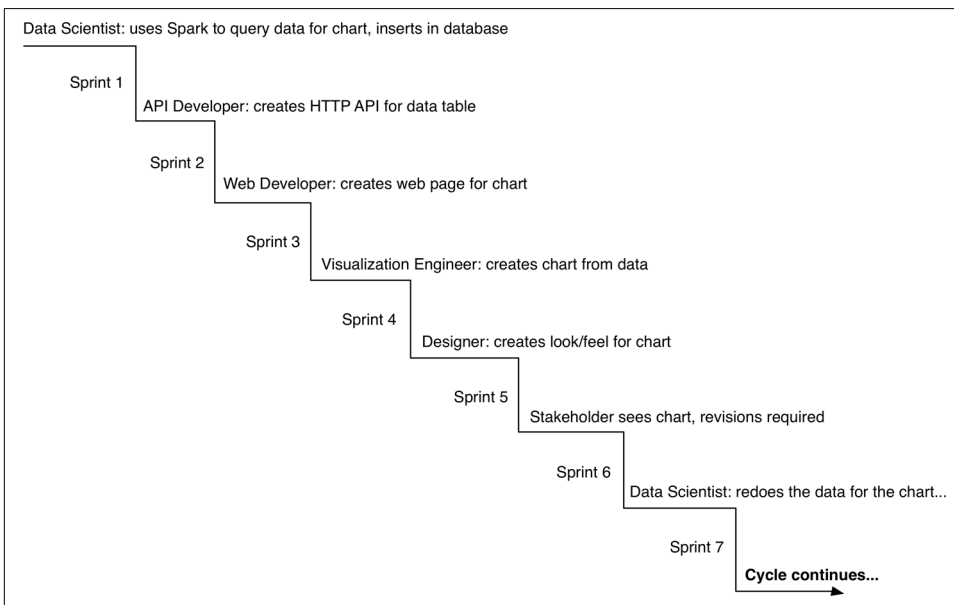 Data Scientist: uses Spark to query data for chart, inserts in database
Sprint 1
API Developer: creates HTTP API for data table
Sprint 2
Web Developer: creates web page for chart
Sprint 3
Visualization Engineer: creates chart from data
Sprint 4
Designer: creates look/feel for chart
Sprint 5
Stakeholder sees chart, revisions required
Sprint 6
Data Scientist: redoes the data for the chart...
Sprint 7
Cycle continues...